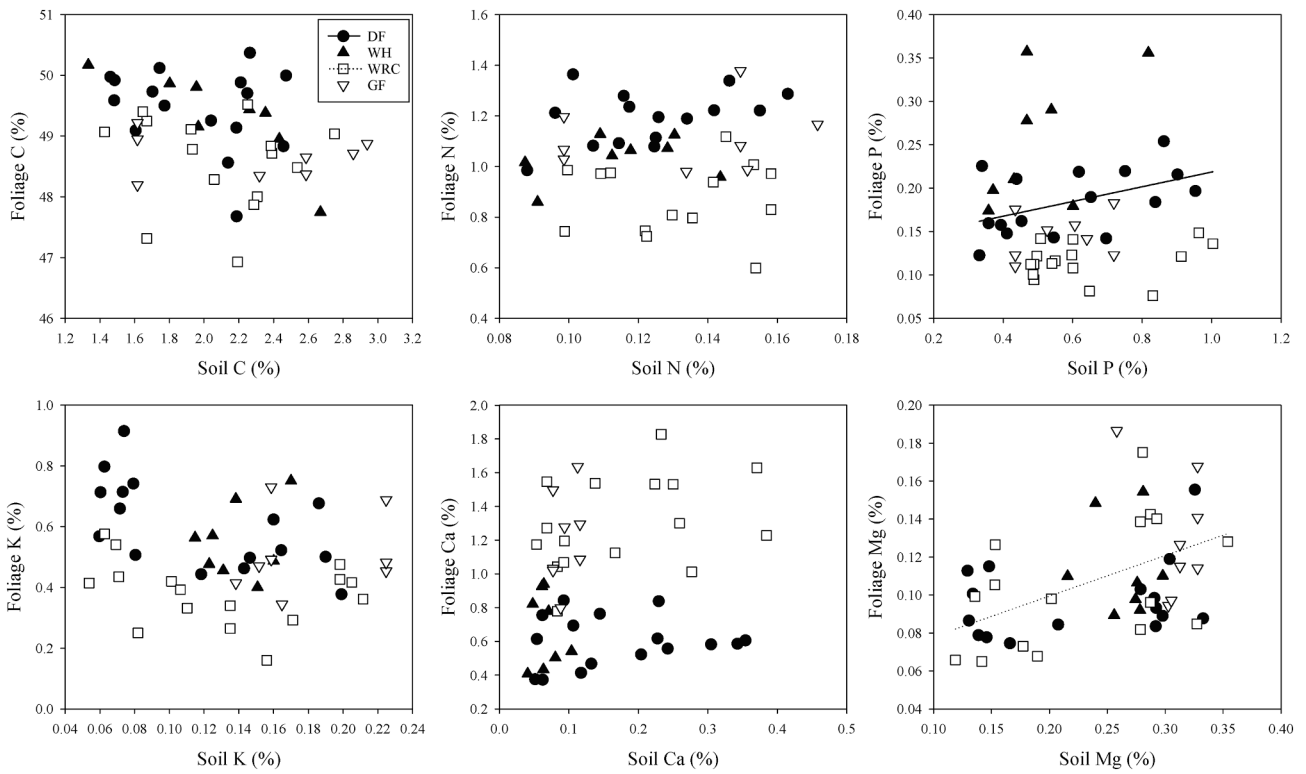 51
50
49
48
47
46
Foliage C (%)
1.2 1.4 1.6 1.8 2.0 2.2 2.4 2.6 2.8 3.0 3.2
Soil C (%)
DF
WH
WRC
GF
1.6
1.4
1.2
1.0
0.8
0.6
0.4
Foliage N (%)
0.08 0.10 0.12 0.14 0.16 0.18
Soil N (%)
0.40
0.35
0.30
0.25
0.20
0.15
0.10
0.05
Foliage P (%)
0.2 0.4 0.6 0.8 1.0 1.2
Soil P (%)
1.0
0.8
0.6
0.4
0.2
0.0
Foliage K (%)
0.04 0.06 0.08 0.10 0.12 0.14 0.16 0.18 0.20 0.22 0.24
Soil K (%)
2.0
1.8
1.6
1.4
1.2
1.0
0.8
0.6
0.4
0.2
Foliage Ca (%)
0.0 0.1 0.2 0.3 0.4 0.5
Soil Ca (%)
0.20
0.18
0.16
0.14
0.12
0.10
0.08
0.06
0.04
Foliage Mg (%)
0.10 0.15 0.20 0.25 0.30 0.35 0.40
Soil Mg (%)